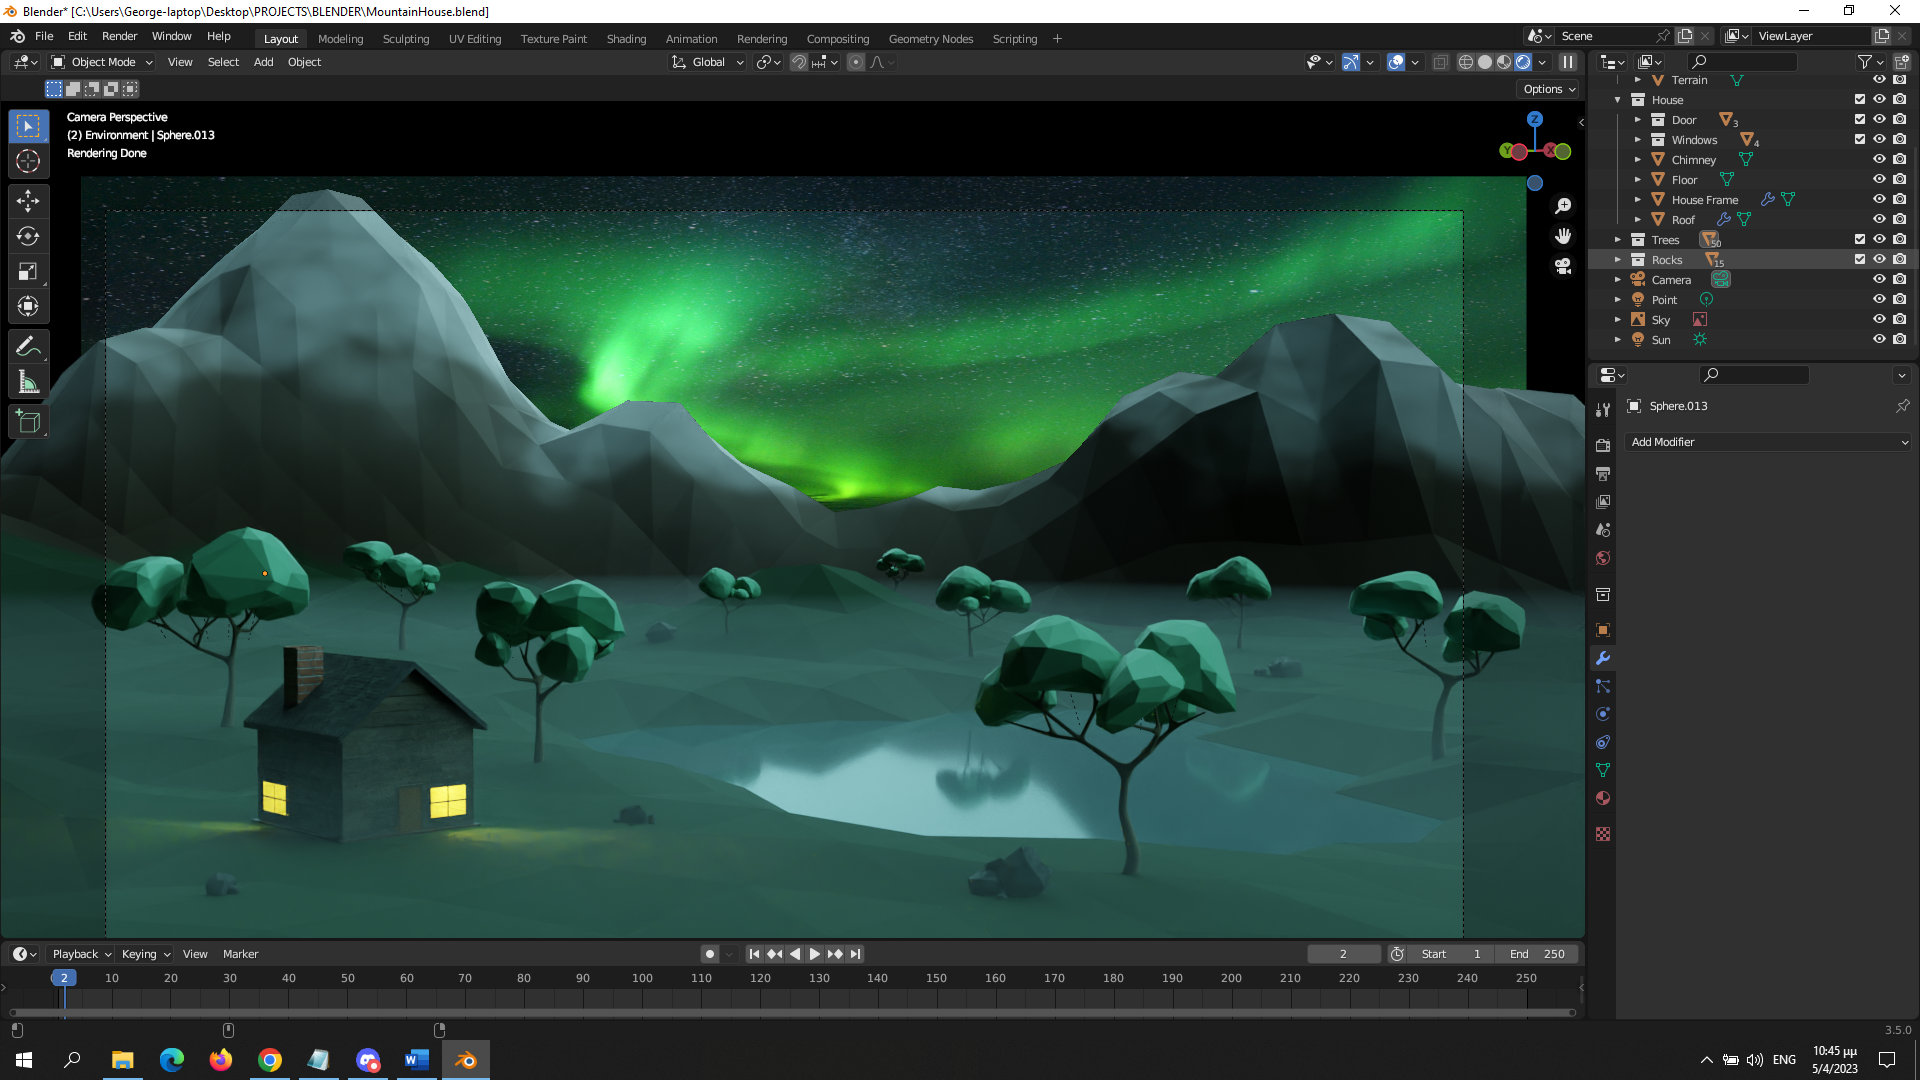 Blender* [C:\Users\George-laptop\Desktop\PROJECTS\BLENDER\MountainHouse.blend]
File Edit Render Window Help Layout Modeling Sculpting UV Editing Texture Paint Shading Animation Rendering Compositing Geometry Nodes Scripting + Scene ViewLayer
Object Mode View Select Add Object Global
Options
Camera Perspective
(2) Environment | Sphere.013
Rendering Done
Z
Y X
Terrain
House
Door 3
Windows 4
Chimney
Floor
House Frame
Roof
Trees 50
Rocks 15
Camera
Point
Sky
Sun
Sphere.013
Add Modifier
Playback Keying View Marker 2 Start 1 End 250
2 10 20 30 40 50 60 70 80 90 100 110 120 130 140 150 160 170 180 190 200 210 220 230 240 250
3.5.0
ENG 10:45 μμ
5/4/2023